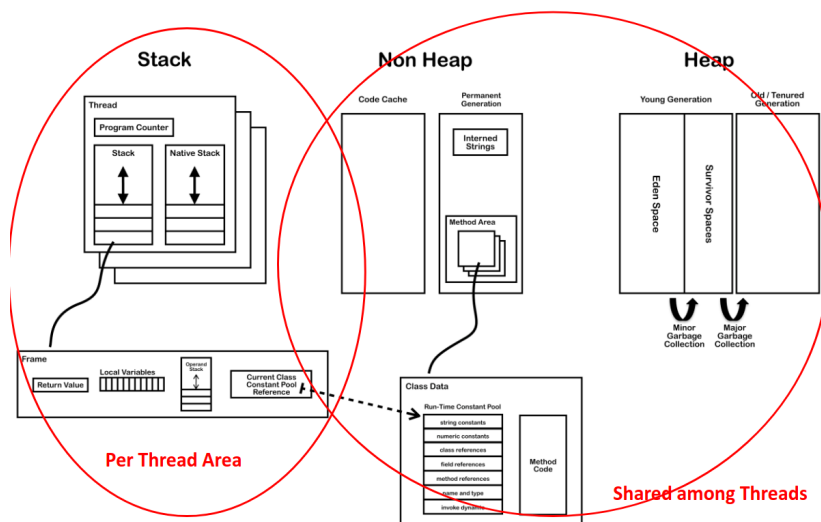 Stack
Non Heap
Heap
Thread
Program Counter
Stack
Native Stack
Code Cache
Permanent
Generation
Interned
Strings
Method Area
Young Generation
Old / Tenured
Generation
Eden Space
Survivor Spaces
Minor
Garbage
Collection
Major
Garbage
Collection
Frame
Return Value
Local Variables
Operand
Stack
Current Class
Constant Pool
Reference
Class Data
Run-Time Constant Pool
string constants
numeric constants
class references
field references
method references
name and type
invoke dynamic
Method
Code
Per Thread Area
Shared among Threads